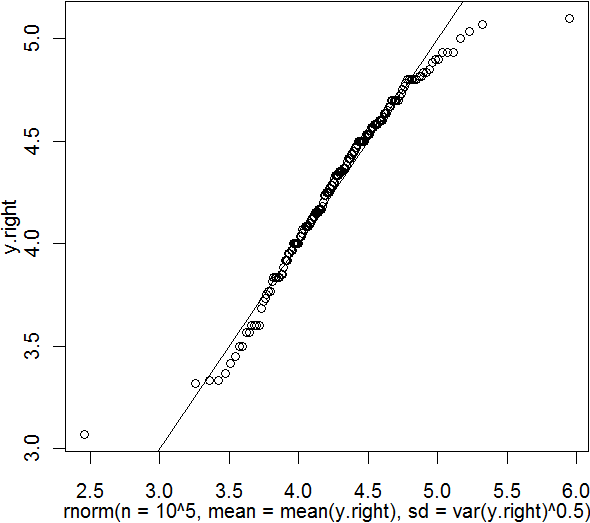 5.0
4.5
4.0
3.5
3.0
y.right
2.5 3.0 3.5 4.0 4.5 5.0 5.5 6.0
rnorm(n = 10^5, mean = mean(y.right), sd = var(y.right)^0.5)